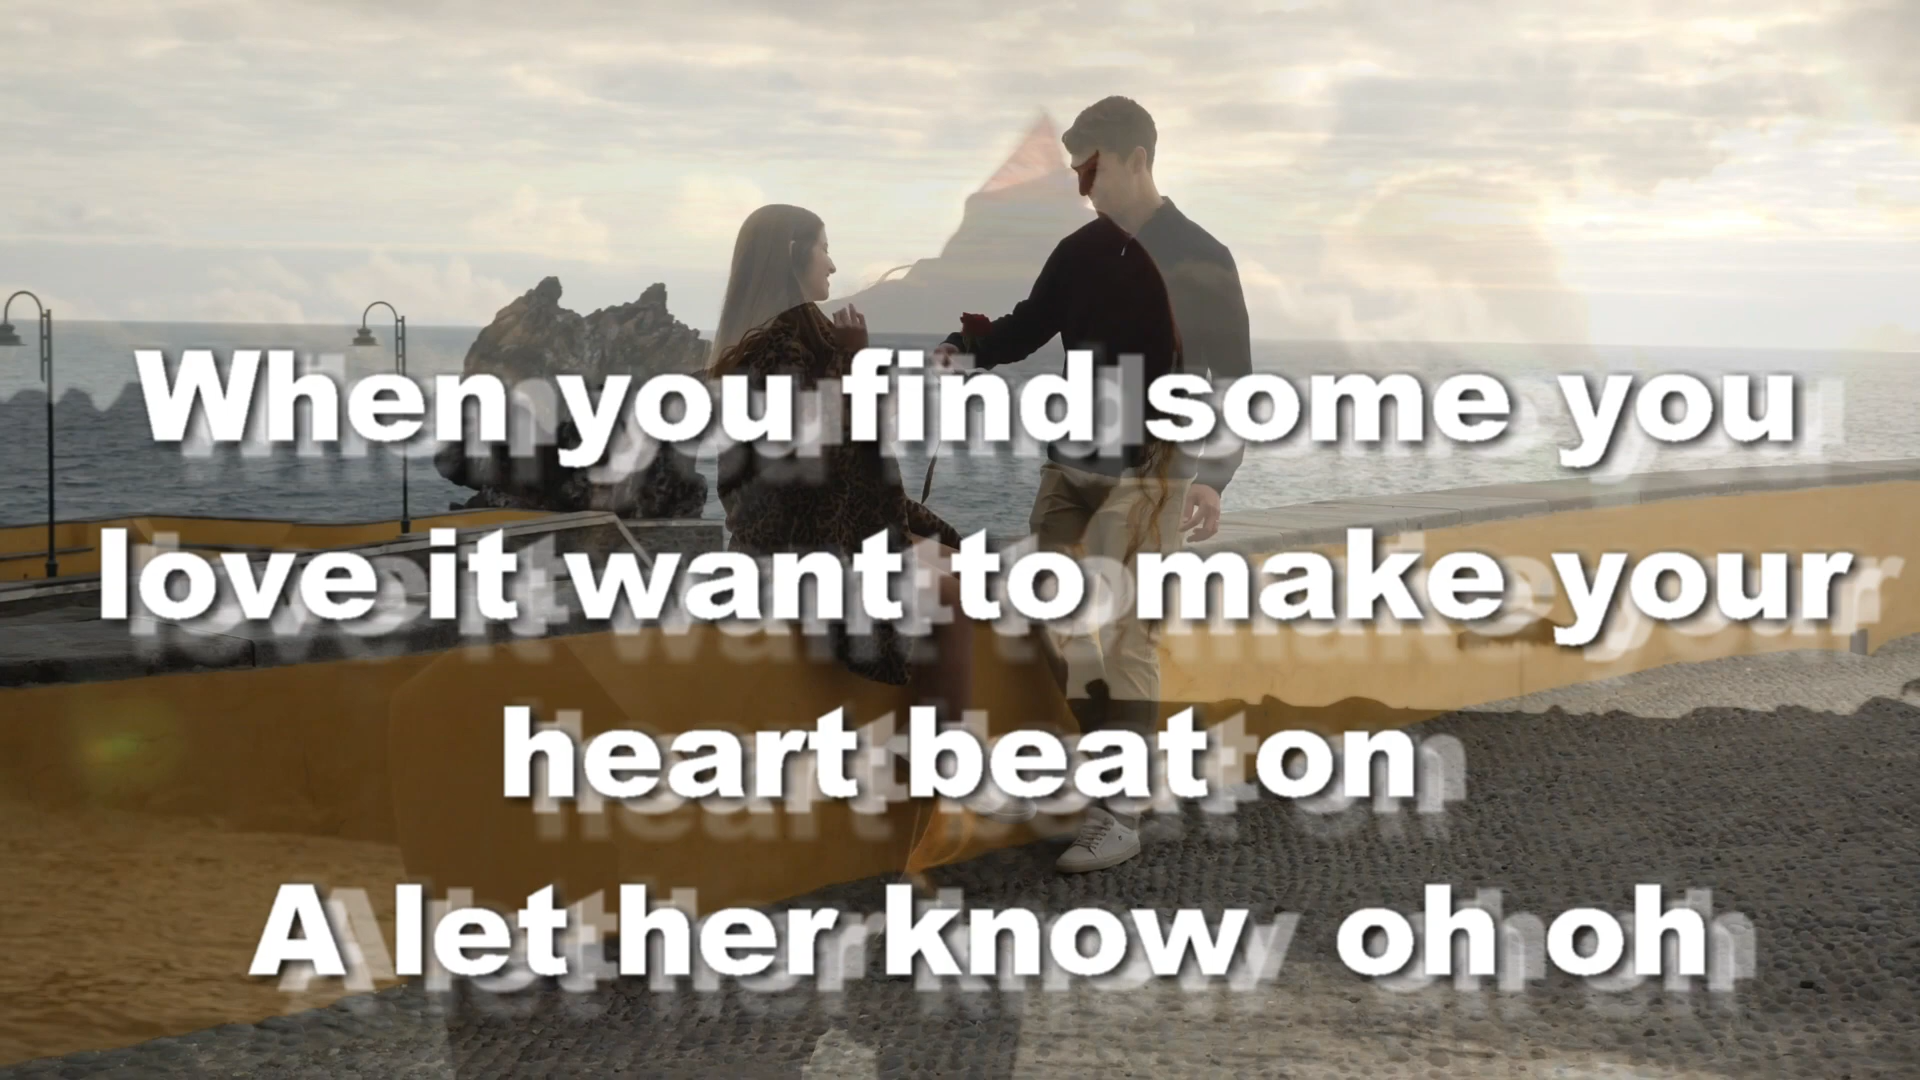 When you find some you
love it want to make your
heart beat on
A let her know, oh oh